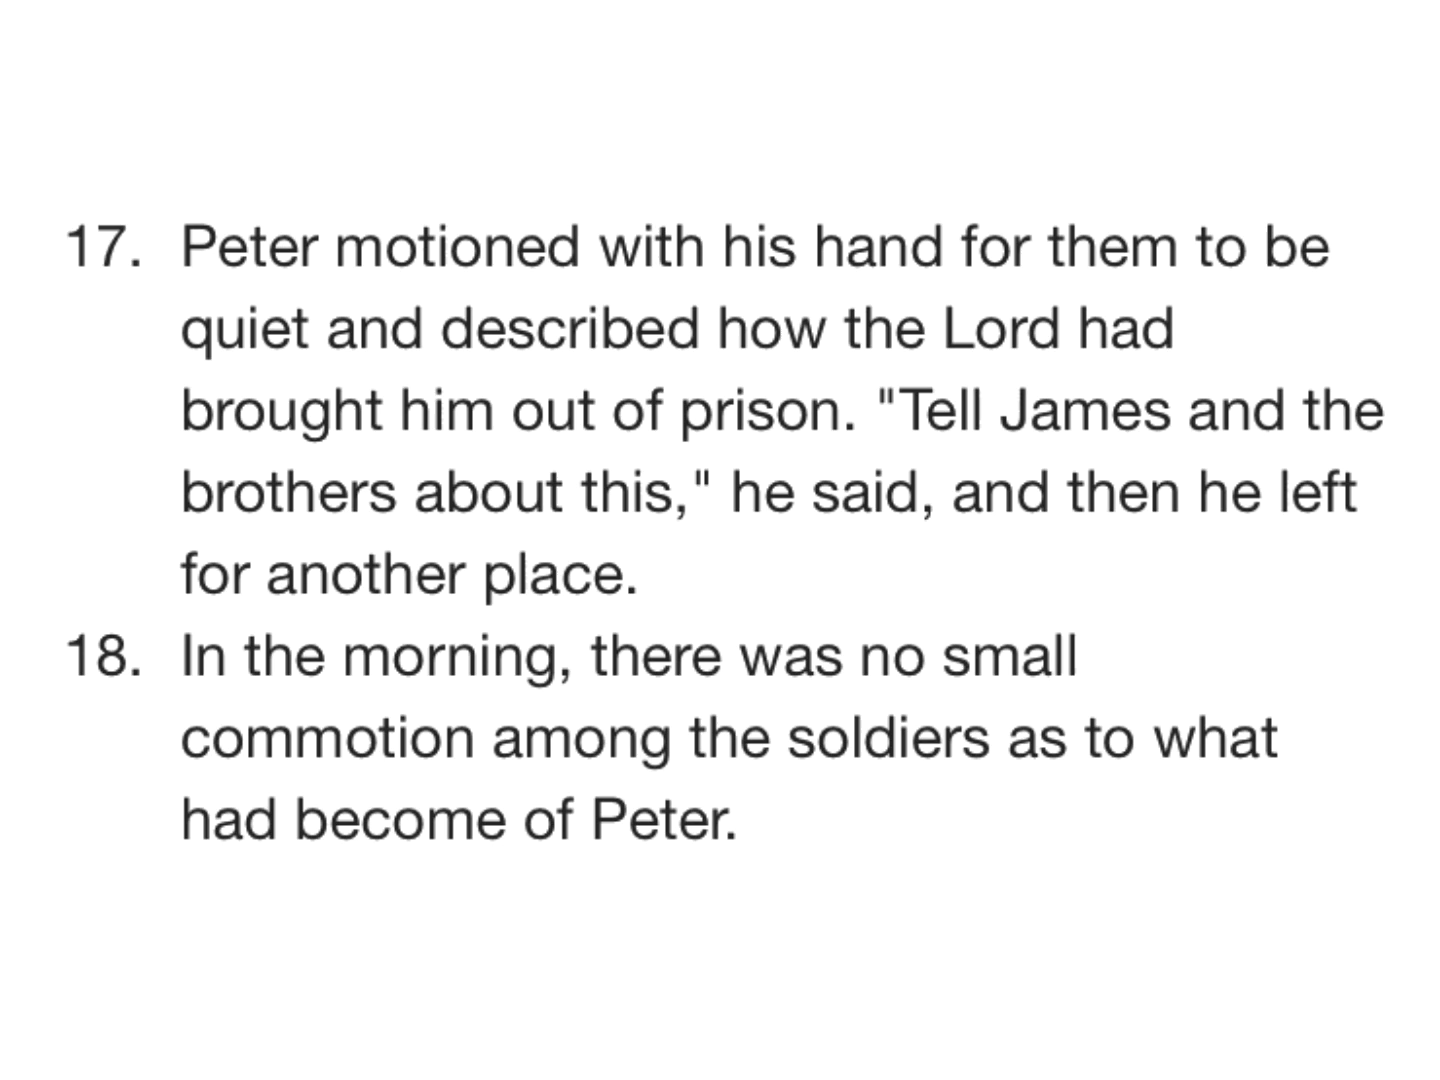 17. Peter motioned with his hand for them to be
quiet and described how the Lord had
brought him out of prison. "Tell James and the
brothers about this," he said, and then he left
for another place.
18. In the morning, there was no small
commotion among the soldiers as to what
had become of Peter.